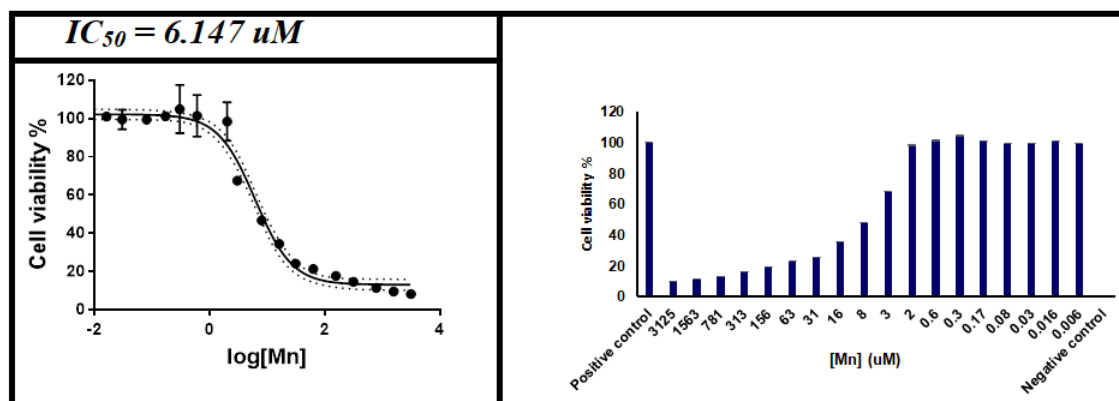 IC50 = 6.147 uM
120
100
80
60
40
20
0
-2 0 2 4
Cell viability %
log[Mn]
120
100
80
60
40
20
0
Cell viability %
Positive control 3125 1563 781 313 156 63 31 16 8 3 2 0.6 0.3 0.17 0.08 0.03 0.016 0.006 Negative control
[Mn] (uM)